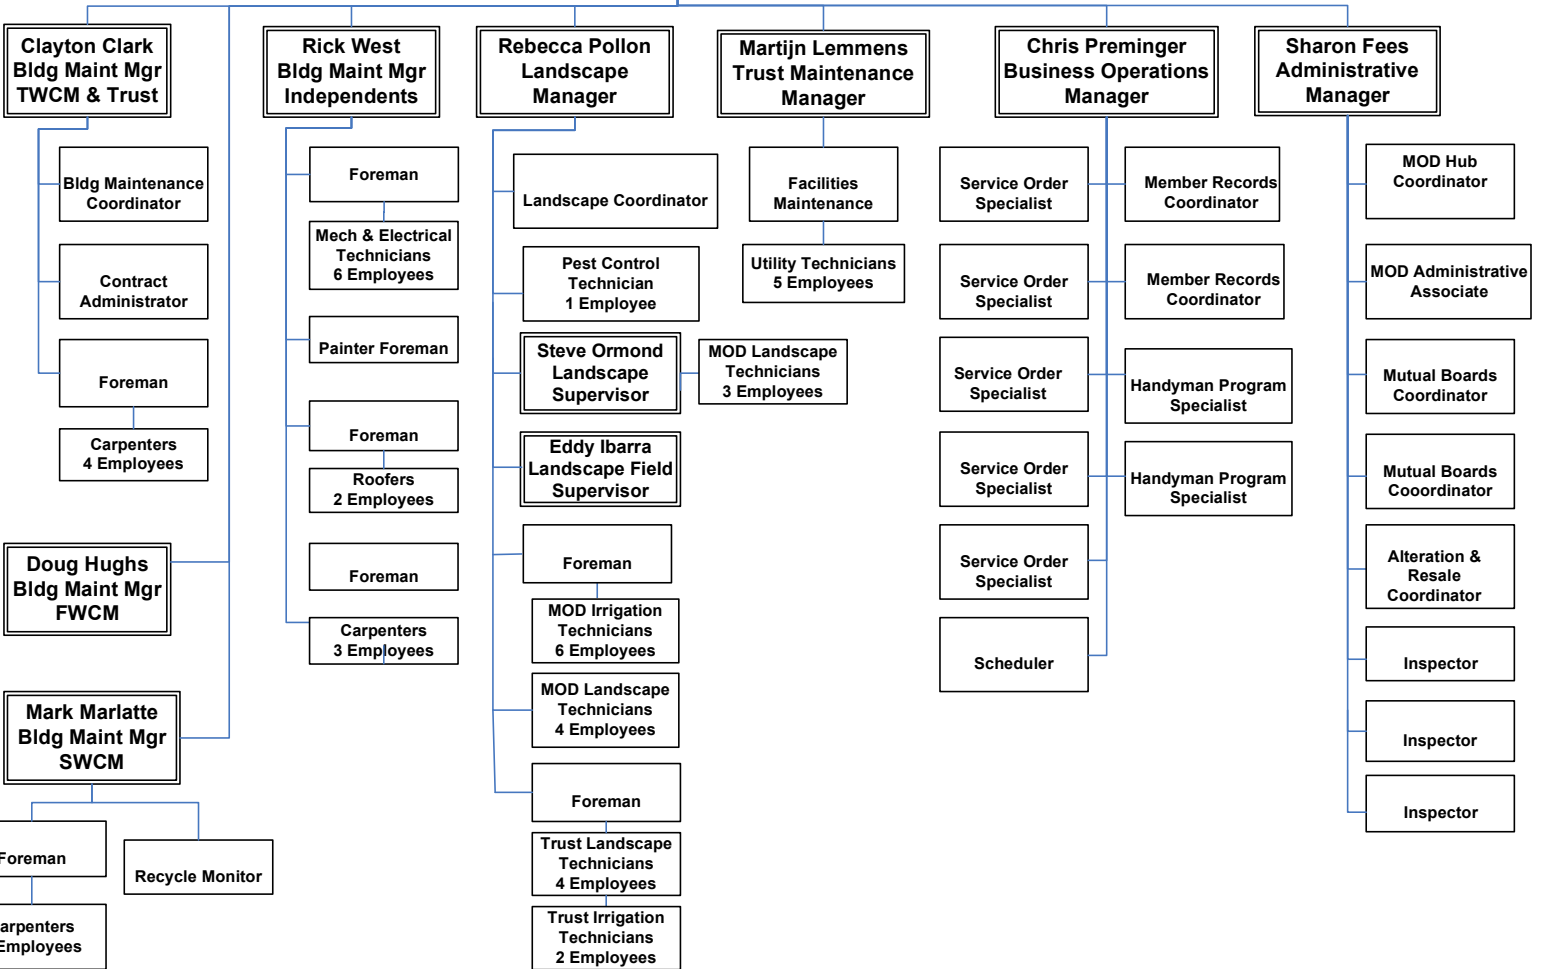 Clayton Clark
Bldg Maint Mgr
TWCM & Trust
Bldg Maintenance
Coordinator
Contract
Administrator
Foreman
Carpenters
4 Employees
Doug Hughs
Bldg Maint Mgr
FWCM
Mark Marlatte
Bldg Maint Mgr
SWCM
Foreman
arpenters
Employees
Recycle Monitor
Rick West
Bldg Maint Mgr
Independents
Foreman
Mech & Electrical
Technicians
6 Employees
Painter Foreman
Foreman
Roofers
2 Employees
Foreman
Carpenters
3 Employees
Rebecca Pollon
Landscape
Manager
Landscape Coordinator
Pest Control
Technician
1 Employee
Steve Ormond
Landscape
Supervisor
MOD Landscape
Technicians
3 Employees
Eddy Ibarra
Landscape Field
Supervisor
Foreman
MOD Irrigation
Technicians
6 Employees
MOD Landscape
Technicians
4 Employees
Foreman
Trust Landscape
Technicians
4 Employees
Trust Irrigation
Technicians
2 Employees
Martijn Lemmens
Trust Maintenance
Manager
Facilities
Maintenance
Utility Technicians
5 Employees
Chris Preminger
Business Operations
Manager
Service Order
Specialist
Service Order
Specialist
Service Order
Specialist
Service Order
Specialist
Service Order
Specialist
Scheduler
Member Records
Coordinator
Member Records
Coordinator
Handyman Program
Specialist
Handyman Program
Specialist
Sharon Fees
Administrative
Manager
MOD Hub
Coordinator
MOD Administrative
Associate
Mutual Boards
Coordinator
Mutual Boards
Cooordinator
Alteration &
Resale
Coordinator
Inspector
Inspector
Inspector